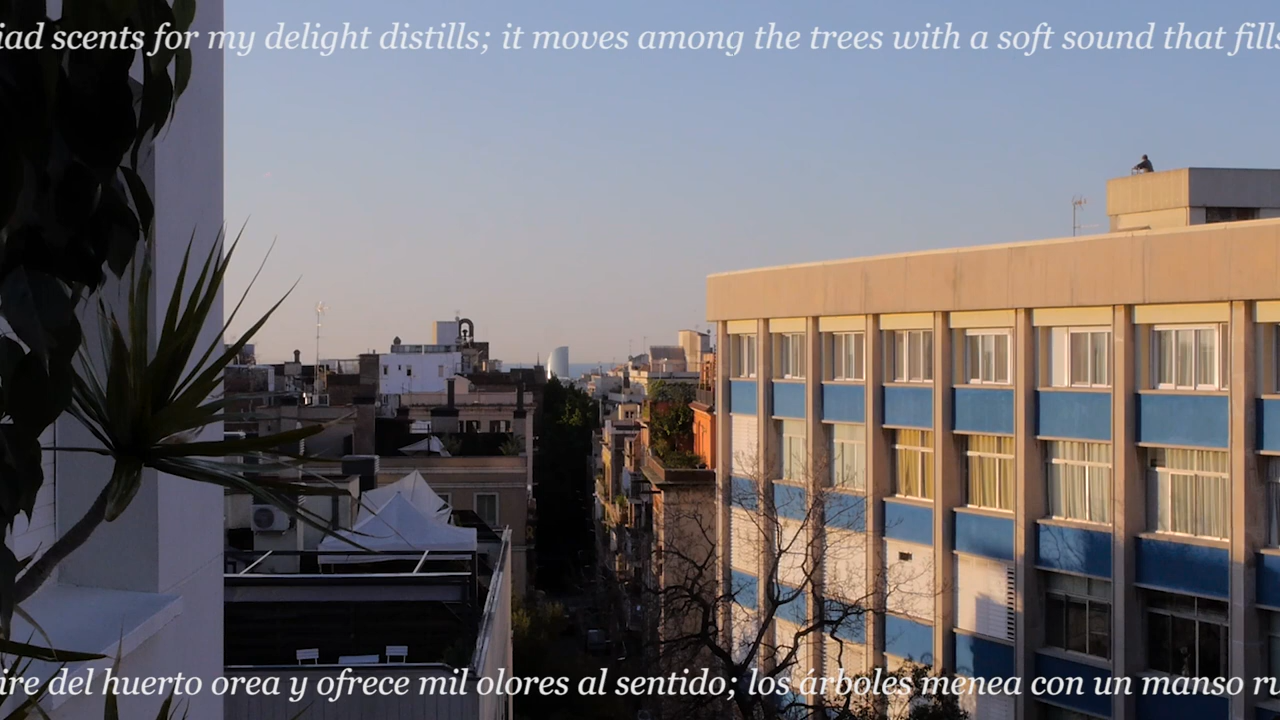 iad scents for my delight distills; it moves among the trees with a soft sound that fills
ire del huerto orea y ofrece mil olores al sentido; los árboles menea con un manso ru